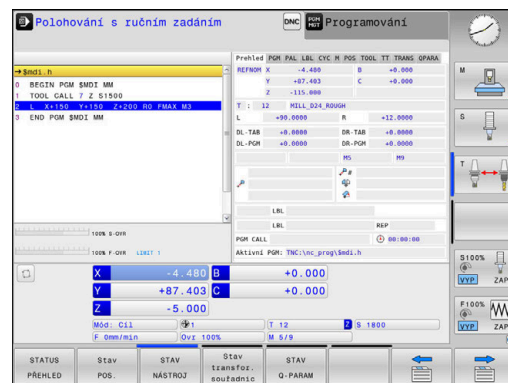 Polohování s ručním zadáním
DNC
Programování
Přehled PGM PAL LBL CYC M POS TOOL TT TRANS QPARA
→$mdi.h
0 BEGIN PGM $MDI MM
1 TOOL CALL 7 Z S1500
2 L X+150 Y+150 Z+200 R0 FMAX M3
3 END PGM $MDI MM
REFNOM X -4.480 B +0.000
Y +87.403 C +0.000
Z -115.000
T : 12 MILL_D24_ROUGH
L +90.0000 R +12.0000
DL-TAB +0.0000 DR-TAB +0.0000
DL-PGM +0.0000 DR-PGM +0.0000
M5 M9
LBL
LBL REP
PGM CALL 00:00:00
Aktivní PGM: TNC:\nc_prog\$mdi.h
100% S-OVR
100% F-OVR LIMIT 1
X -4.480 B +0.000
Y +87.403 C +0.000
Z -5.000
Mód: Cíl 1 T 12 Z S 1800
F 0mm/min Ovr 100% M 5/9
M
S
T
S100%
VYP ZAP
F100%
VYP ZAP
STATUS PŘEHLED
Stav POS.
STAV NÁSTROJ
Stav transfor. souřadnic
STAV Q-PARAM